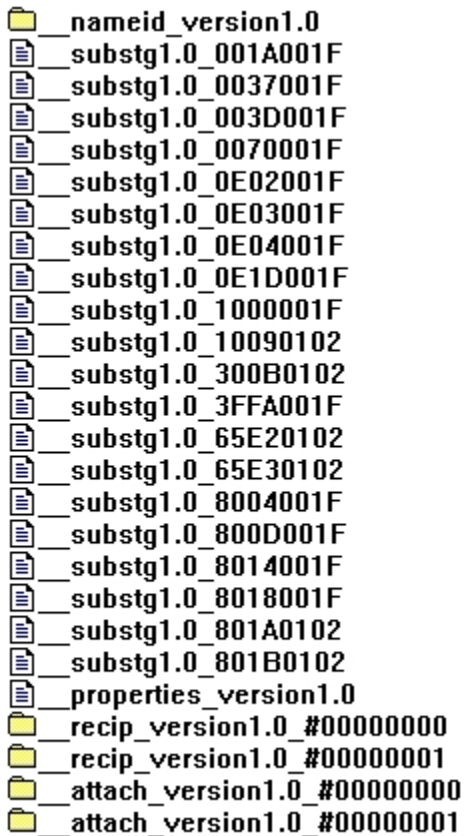 __nameid_version1.0
__substg1.0_001A001F
__substg1.0_0037001F
__substg1.0_003D001F
__substg1.0_0070001F
__substg1.0_0E02001F
__substg1.0_0E03001F
__substg1.0_0E04001F
__substg1.0_0E1D001F
__substg1.0_1000001F
__substg1.0_10090102
__substg1.0_300B0102
__substg1.0_3FFA001F
__substg1.0_65E20102
__substg1.0_65E30102
__substg1.0_8004001F
__substg1.0_800D001F
__substg1.0_8014001F
__substg1.0_8018001F
__substg1.0_801A0102
__substg1.0_801B0102
__properties_version1.0
__recip_version1.0_#00000000
__recip_version1.0_#00000001
__attach_version1.0_#00000000
__attach_version1.0_#00000001